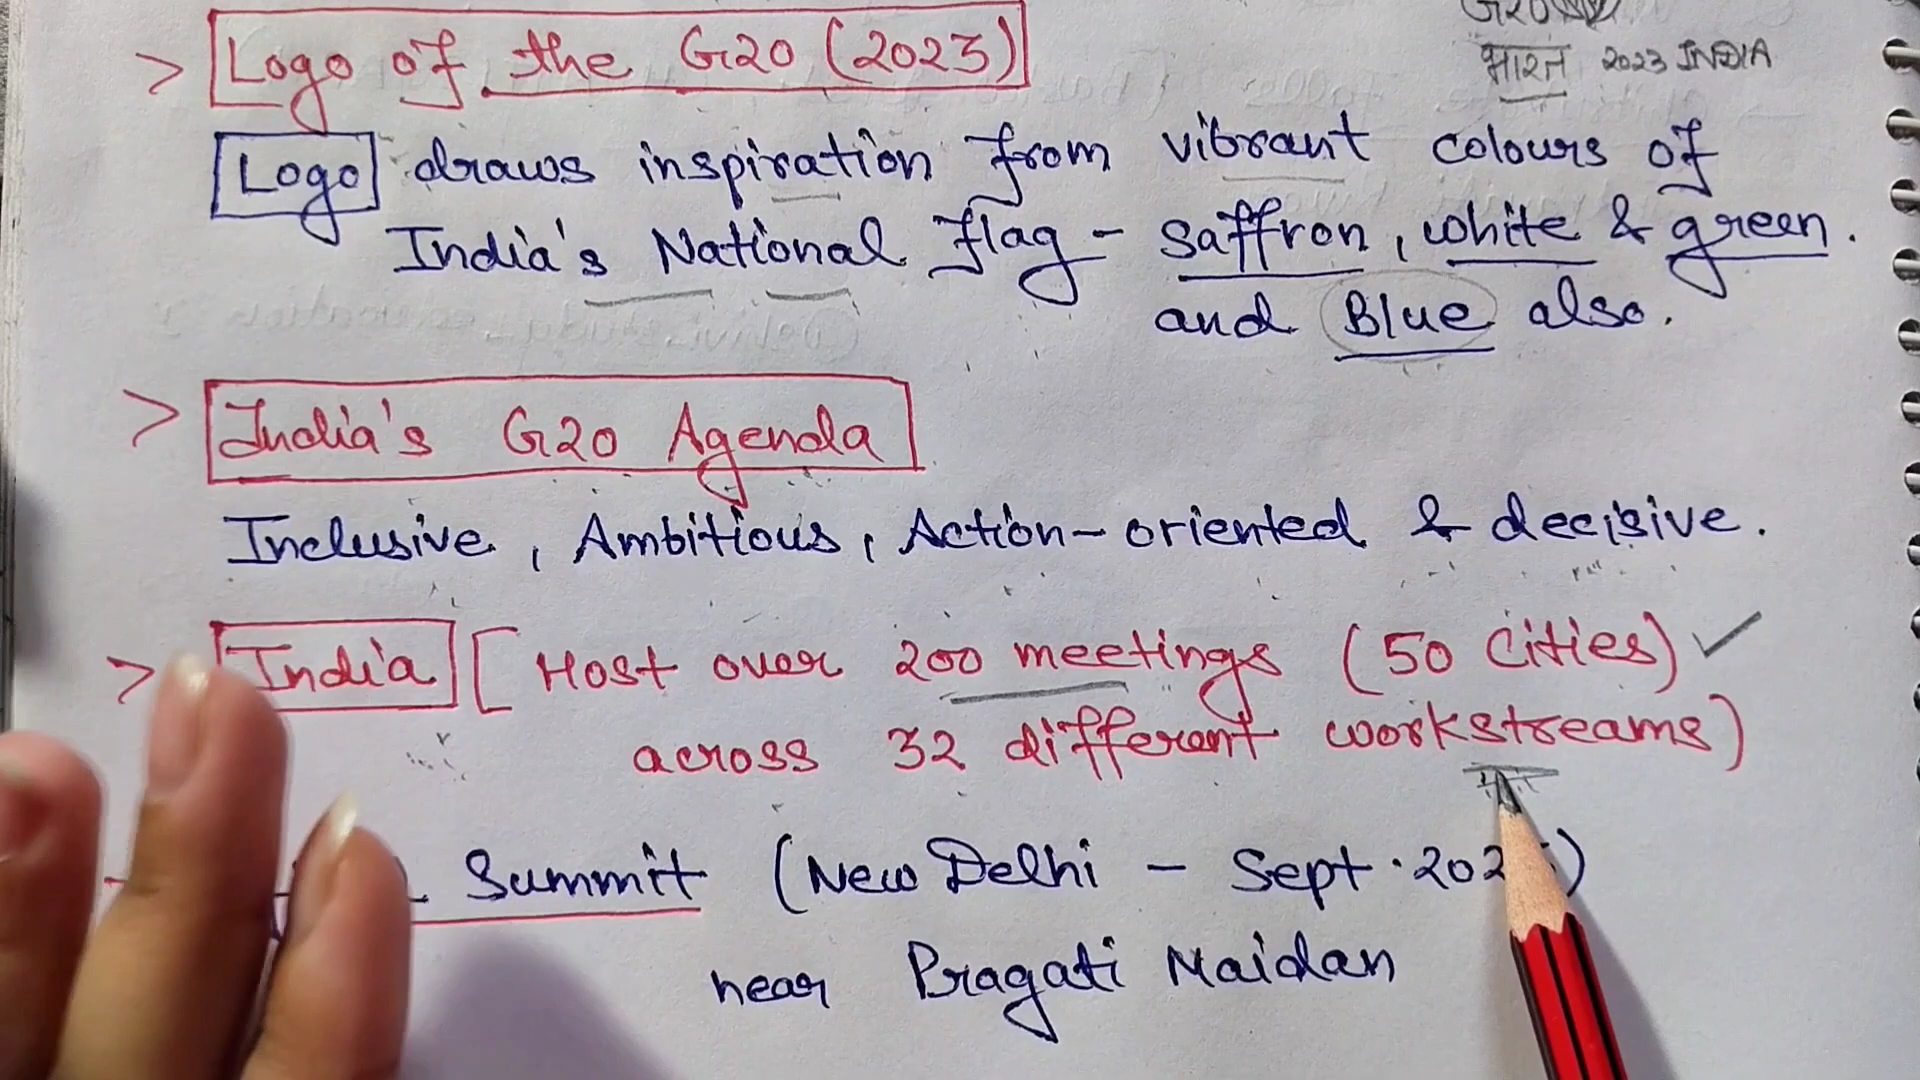 G20
भारत 2023 INDIA
> Logo of the G20 (2023)
Logo draws inspiration from vibrant colours of
India's National flag - saffron, white & green.
and Blue also.
> India's G20 Agenda
Inclusive, Ambitious, Action-oriented & decisive.
> India [Host over 200 meetings (50 Cities) ✓
across 32 different workstreams)
Summit (New Delhi - Sept. 202
near Pragati Maidan